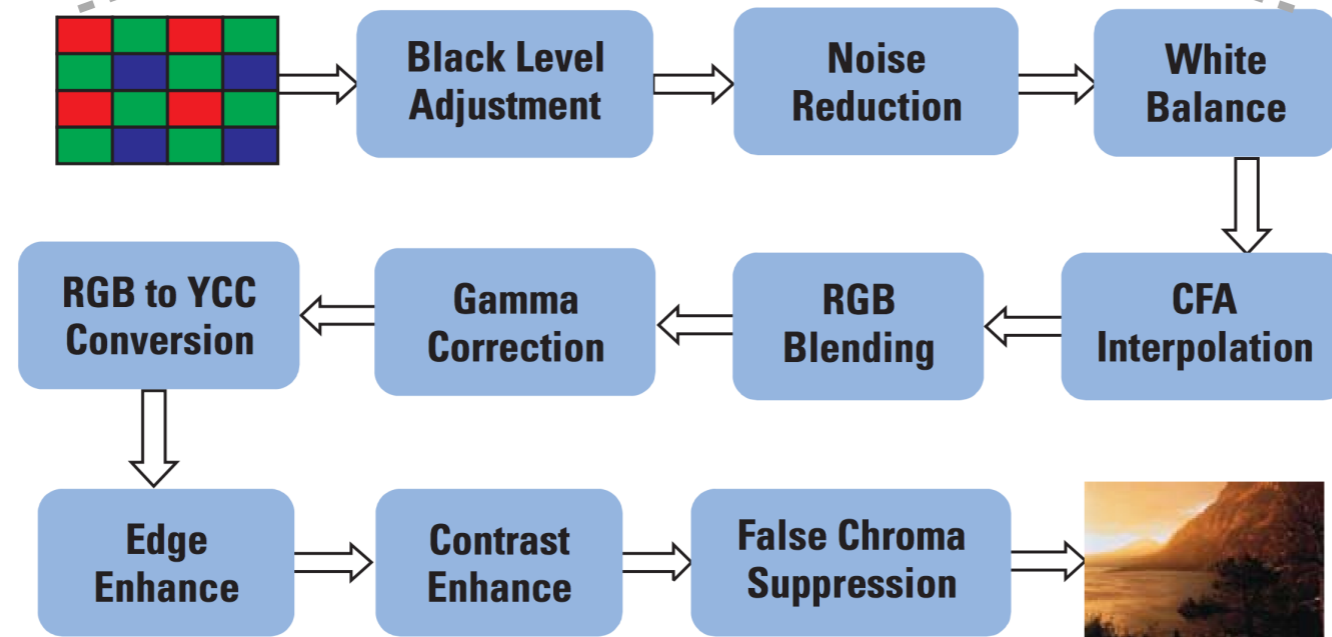 Black Level
Adjustment
Noise
Reduction
White
Balance
CFA
Interpolation
RGB
Blending
Gamma
Correction
RGB to YCC
Conversion
Edge
Enhance
Contrast
Enhance
False Chroma
Suppression